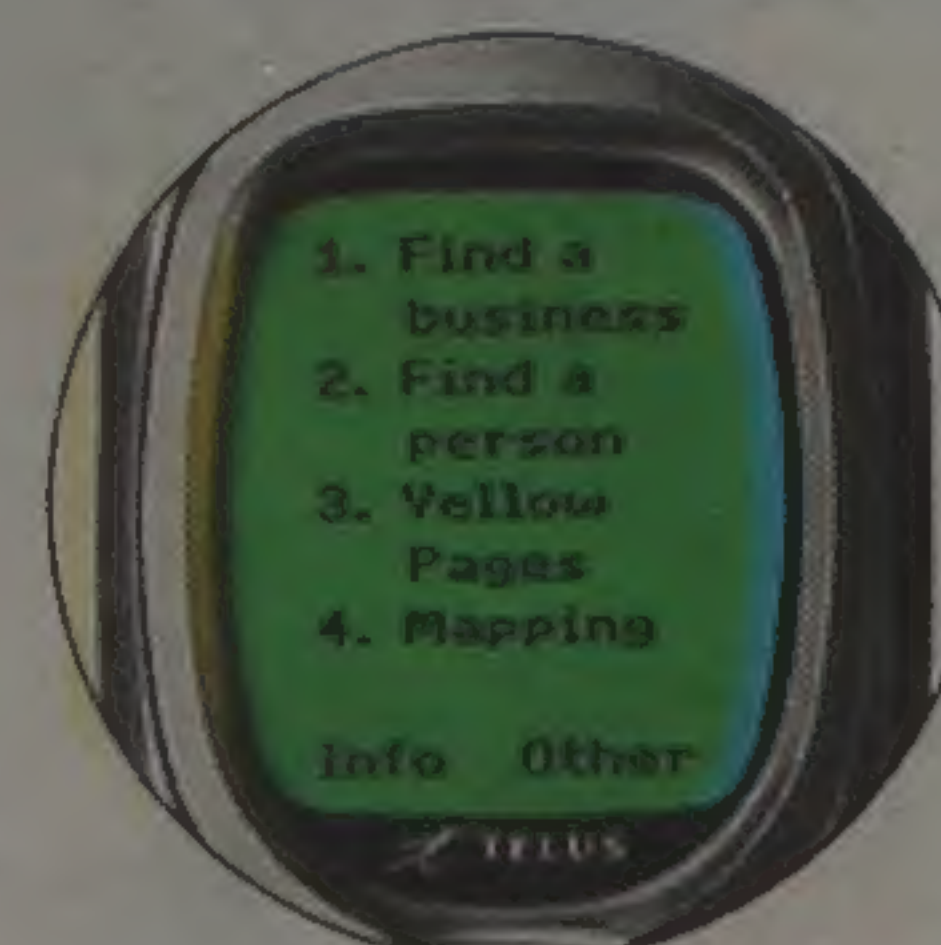 1. Find a
business
2. Find a
person
3. Yellow
Pages
4. Mapping
Info Other
TELUS